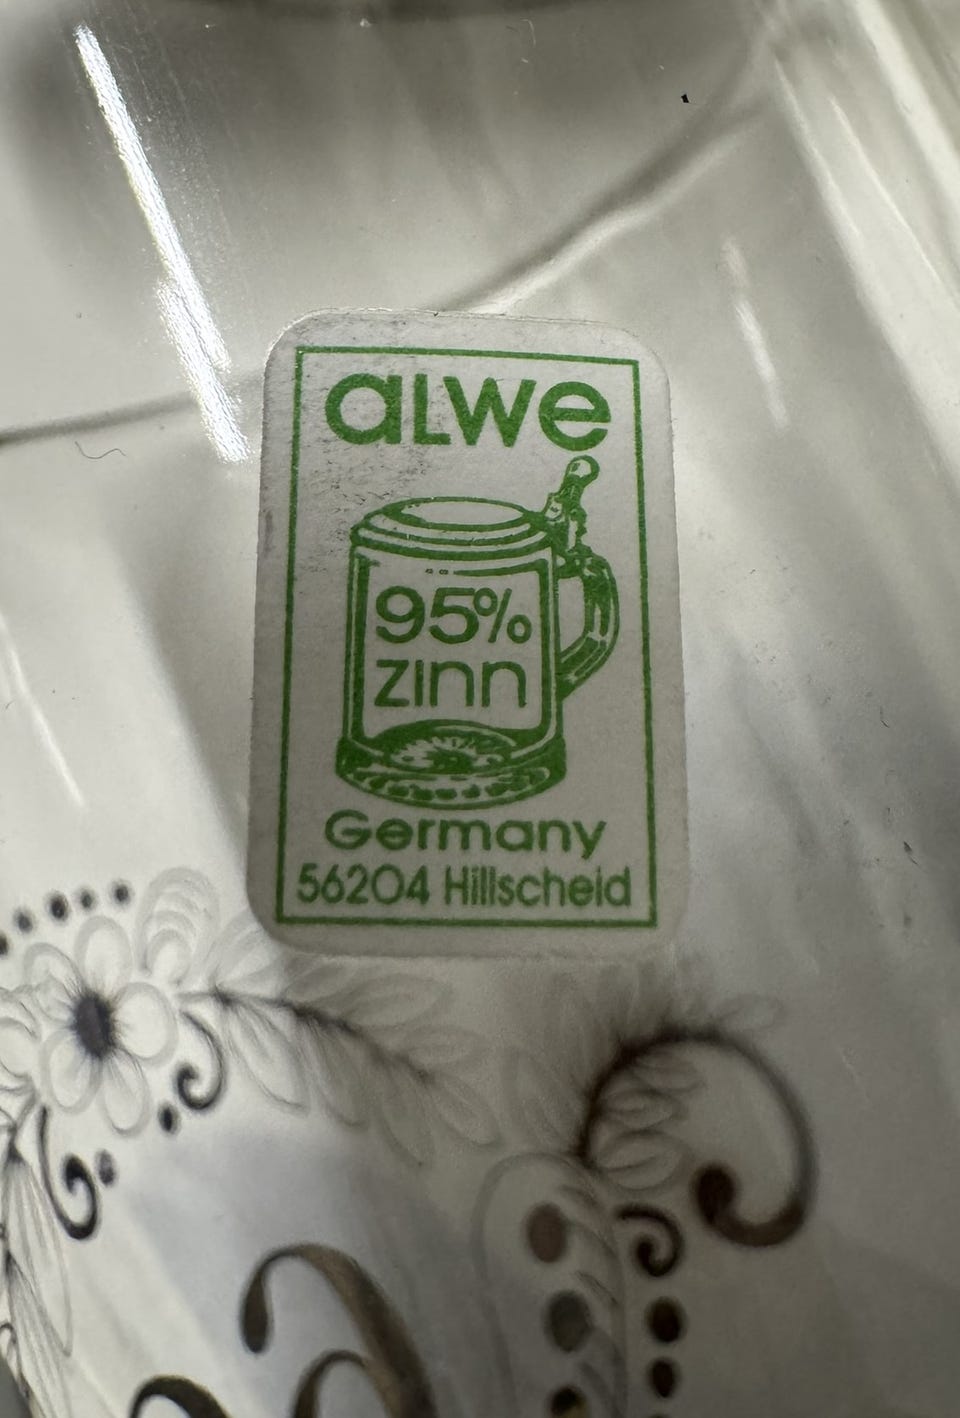 aLwe
95%
zinn
Germany
56204 Hillscheid